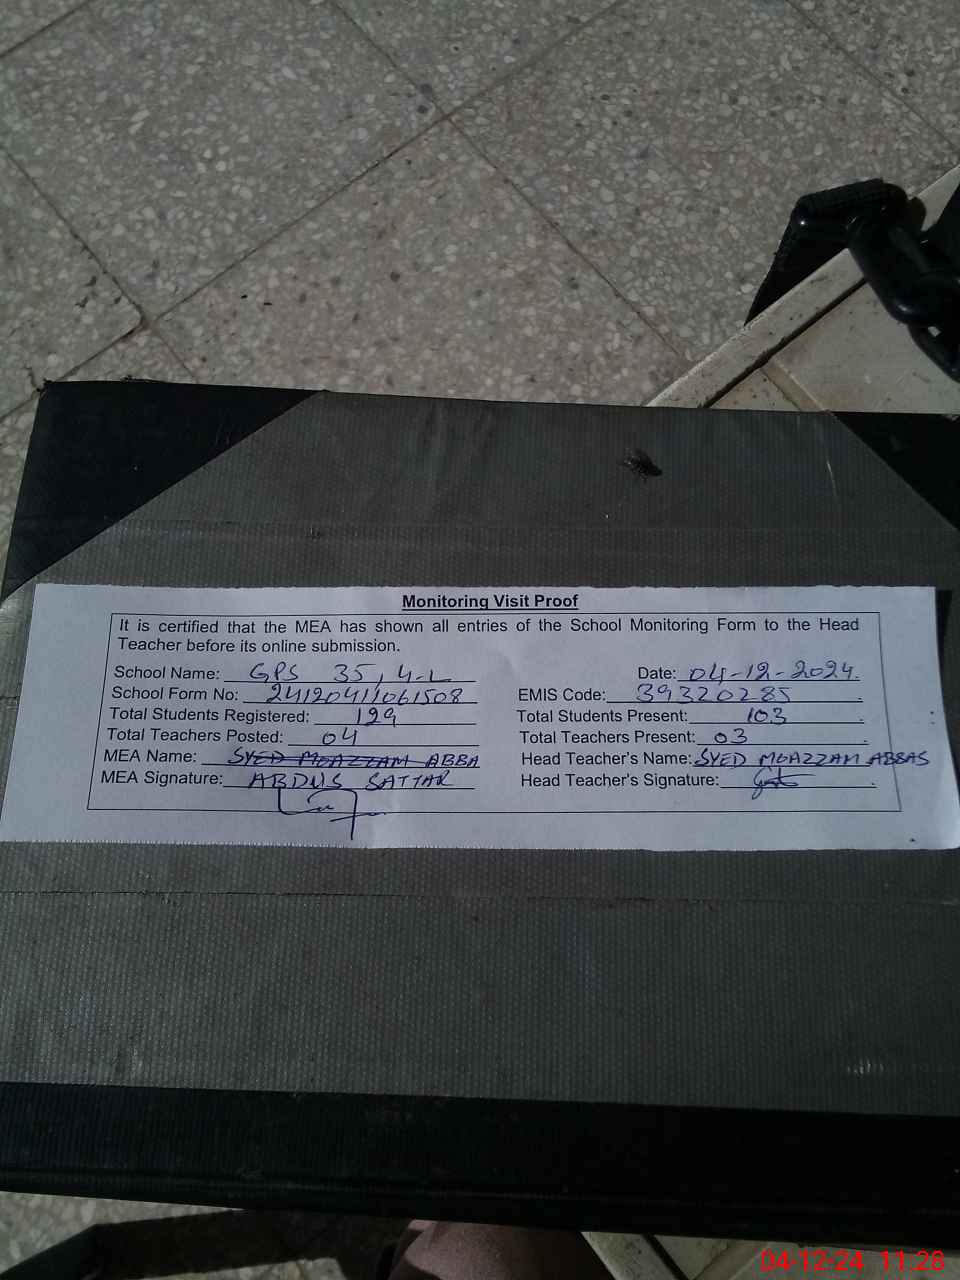 Monitoring Visit Proof
It is certified that the MEA has shown all entries of the School Monitoring Form to the Head
Teacher before its online submission.
School Name: GPS 35, 4-L Date: 04-12-2024.
School Form No: 24120411061508 EMIS Code: 39320285
Total Students Registered: 129 Total Students Present: 103
Total Teachers Posted: 04 Total Teachers Present: 03
MEA Name: SYED MOAZZAM ABBA Head Teacher's Name: SYED MOAZZAM ABBAS
MEA Signature: ABDUS SATTAR Head Teacher's Signature:
04-12-24 11:28